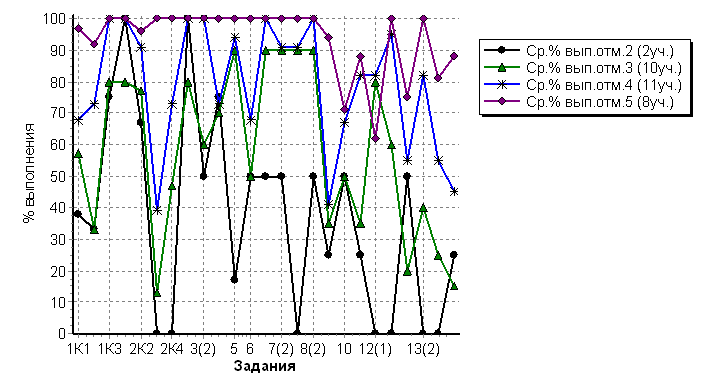 100
90
80
70
60
50
40
30
20
10
0
% выполнения
1К1 1К3 2К2 2К4 3(2) 5 6 7(2) 8(2) 10 12(1) 13(2)
Задания
Ср.% вып.отм.2 (2уч.)
Ср.% вып.отм.3 (10уч.)
Ср.% вып.отм.4 (11уч.)
Ср.% вып.отм.5 (8уч.)